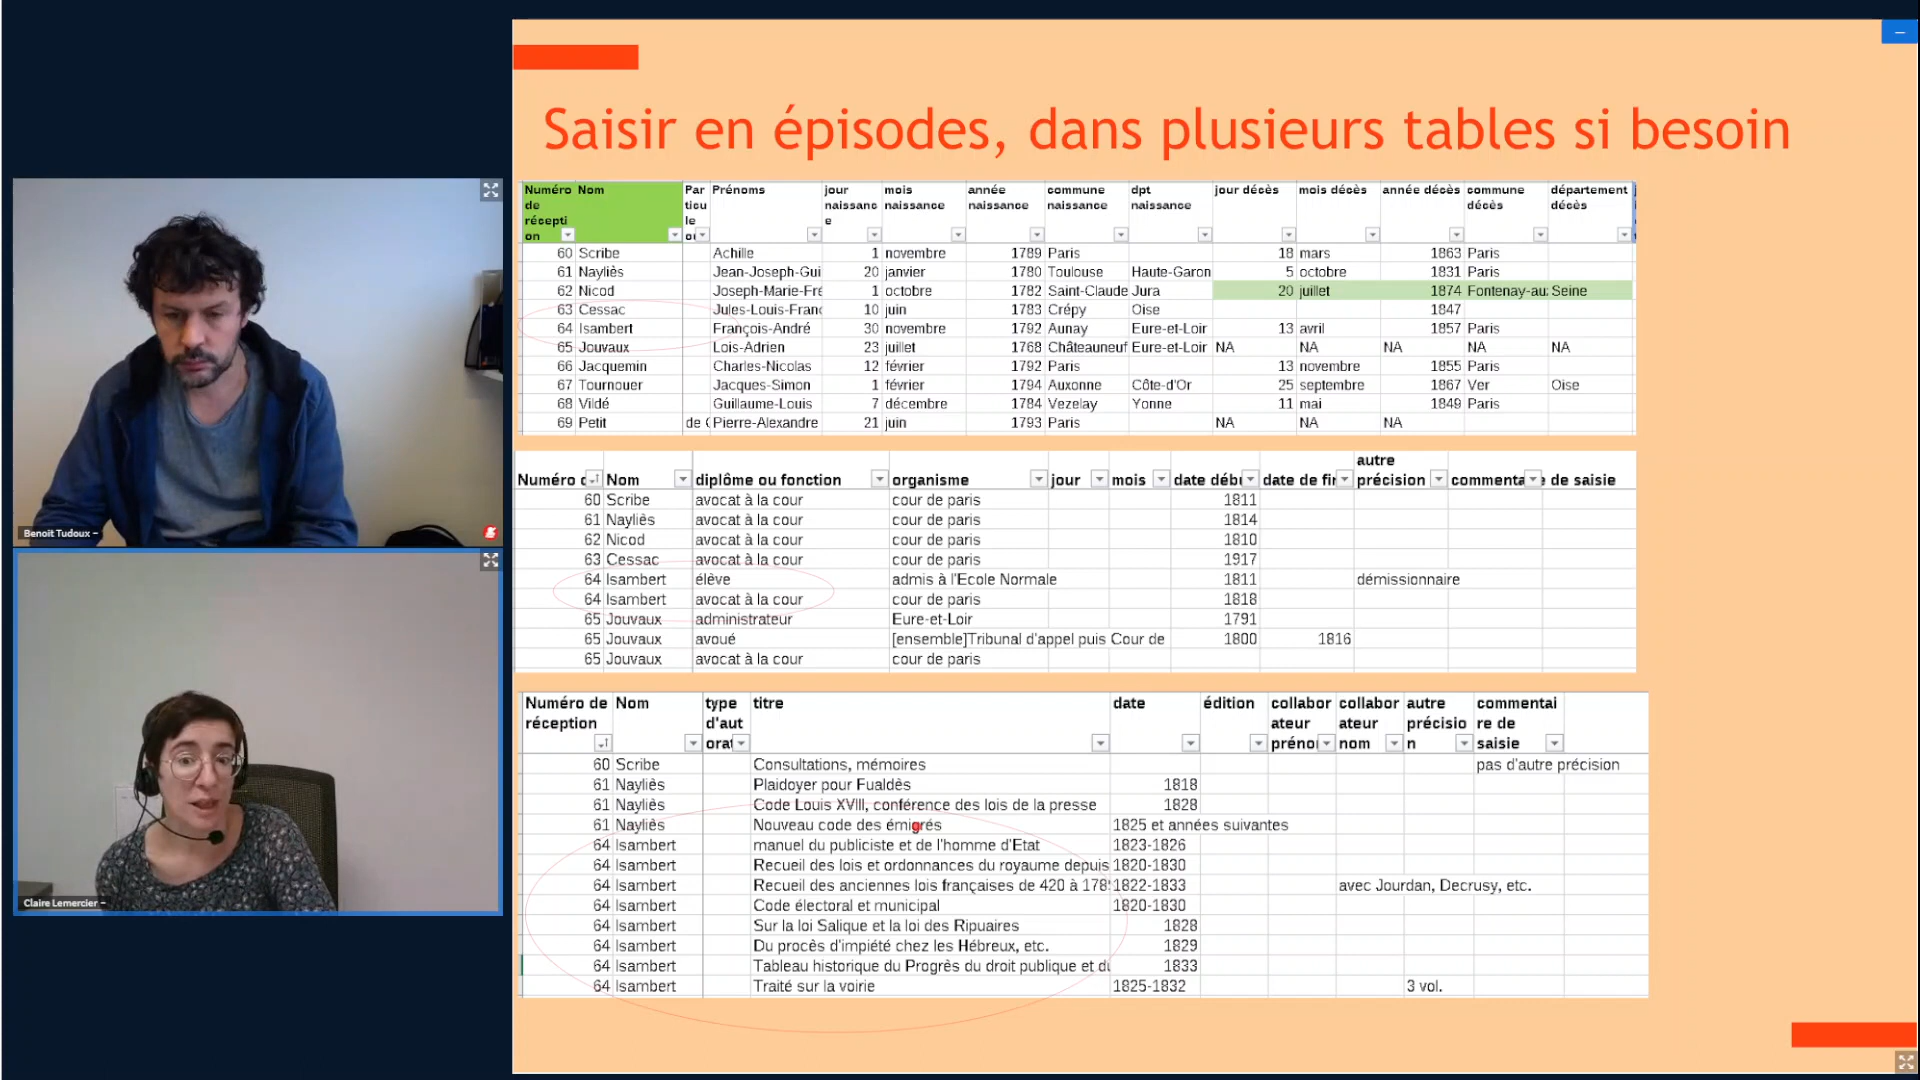 Saisir en épisodes, dans plusieurs tables si besoin
Numéro de récepti on Nom Par ticu le Prénoms jour naissanc e mois naissance année naissance commune naissance dpt naissance jour décès mois décès année décès commune décès département décès
60 Scribe Achille 1 novembre 1789 Paris 18 mars 1863 Paris
61 Nayliès Jean-Joseph-Gui 20 janvier 1780 Toulouse Haute-Garon 5 octobre 1831 Paris
62 Nicod Joseph-Marie-Fré 1 octobre 1782 Saint-Claude Jura 20 juillet 1874 Fontenay-au Seine
63 Cessac Jules-Louis-Franç 10 juin 1783 Crépy Oise 1847
64 Isambert François-André 30 novembre 1792 Aunay Eure-et-Loir 13 avril 1857 Paris
65 Jouvaux Lois-Adrien 23 juillet 1768 Châteauneuf Eure-et-Loir NA NA NA NA NA
66 Jacquemin Charles-Nicolas 12 février 1792 Paris 13 novembre 1855 Paris
67 Tournouer Jacques-Simon 1 février 1794 Auxonne Côte-d'Or 25 septembre 1867 Ver Oise
68 Vildé Guillaume-Louis 7 décembre 1784 Vezelay Yonne 11 mai 1849 Paris
69 Petit de Pierre-Alexandre 21 juin 1793 Paris NA NA NA
Numéro Nom diplôme ou fonction organisme jour mois date débu date de fin autre précision commenta de saisie
60 Scribe avocat à la cour cour de paris 1811
61 Nayliès avocat à la cour cour de paris 1814
62 Nicod avocat à la cour cour de paris 1810
63 Cessac avocat à la cour cour de paris 1917
64 Isambert élève admis à l'Ecole Normale 1811 démissionnaire
64 Isambert avocat à la cour cour de paris 1818
65 Jouvaux administrateur Eure-et-Loir 1791
65 Jouvaux avoué [ensemble]Tribunal d'appel puis Cour de 1800 1816
65 Jouvaux avocat à la cour cour de paris
Numéro de réception Nom type d'aut orat titre date édition collabor ateur prénoi collabor ateur nom autre précisio n commentai re de saisie
60 Scribe Consultations, mémoires pas d'autre précision
61 Nayliès Plaidoyer pour Fualdès 1818
61 Nayliès Code Louis XVIII, conférence des lois de la presse 1828
61 Nayliès Nouveau code des émigrés 1825 et années suivantes
64 Isambert manuel du publiciste et de l'homme d'Etat 1823-1826
64 Isambert Recueil des lois et ordonnances du royaume depuis 1820-1830
64 Isambert Recueil des anciennes lois françaises de 420 à 178 1822-1833 avec Jourdan, Decrusy, etc.
64 Isambert Code électoral et municipal 1820-1830
64 Isambert Sur la loi Salique et la loi des Ripuaires 1828
64 Isambert Du procès d'impiété chez les Hébreux, etc. 1829
64 Isambert Tableau historique du Progrès du droit publique et du 1833
64 Isambert Traité sur la voirie 1825-1832 3 vol.
Benoit Tudoux –
Claire Lemercier –